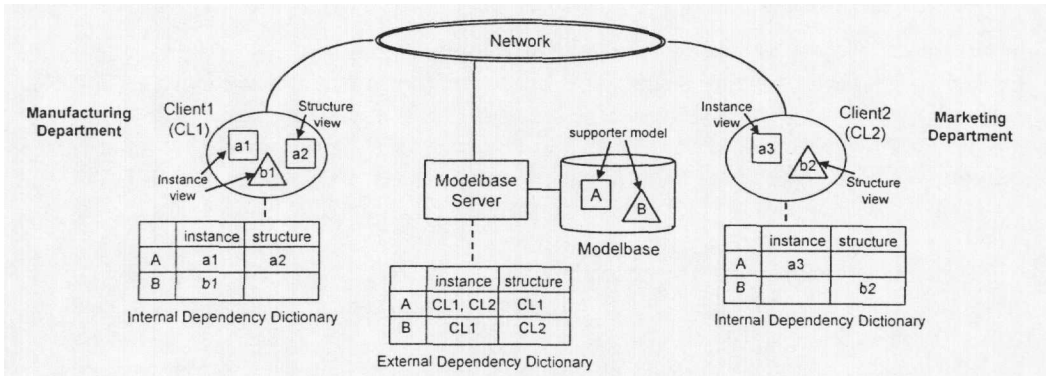 Network
Manufacturing
Department
Client1
(CL1)
Structure
view
a1
a2
b1
Instance
view
instance structure
A a1 a2
B b1
Internal Dependency Dictionary
Modelbase
Server
supporter model
A
B
Modelbase
instance structure
A CL1, CL2 CL1
B CL1 CL2
External Dependency Dictionary
Instance
view
a3
b2
Client2
(CL2)
Structure
view
Marketing
Department
instance structure
A a3
B b2
Internal Dependency Dictionary